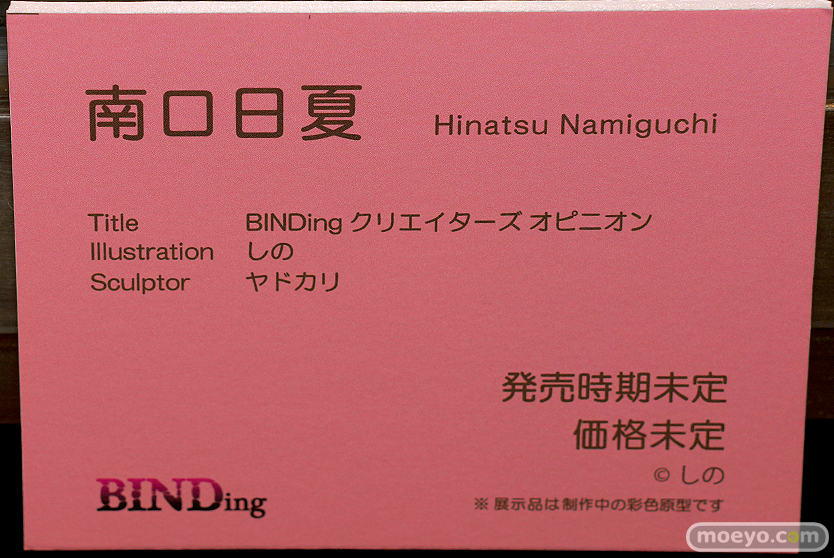 南口日夏 Hinatsu Namiguchi
Title BINDing クリエイターズ オピニオン
Illustration しの
Sculptor ヤドカリ
発売時期未定
価格未定
© しの
BINDing
※展示品は制作中の彩色原型です
moeyo.com